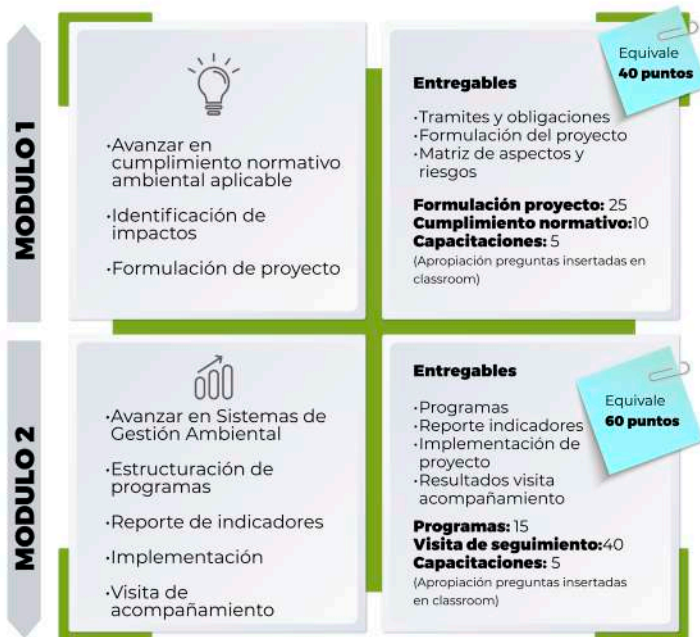 MODULO 1
·Avanzar en
cumplimiento normativo
ambiental aplicable
·Identificación de
impactos
·Formulación de proyecto
Entregables
·Tramites y obligaciones
·Formulación del proyecto
·Matriz de aspectos y
riesgos
Formulación proyecto: 25
Cumplimiento normativo:10
Capacitaciones: 5
(Apropiación preguntas insertadas en
classroom)
Equivale
40 puntos
MODULO 2
·Avanzar en Sistemas de
Gestión Ambiental
·Estructuración de
programas
·Reporte de indicadores
·Implementación
·Visita de
acompañamiento
Entregables
·Programas
·Reporte indicadores
·Implementación de
proyecto
·Resultados visita
acompañamiento
Programas: 15
Visita de seguimiento:40
Capacitaciones: 5
(Apropiación preguntas insertadas
en classroom)
Equivale
60 puntos